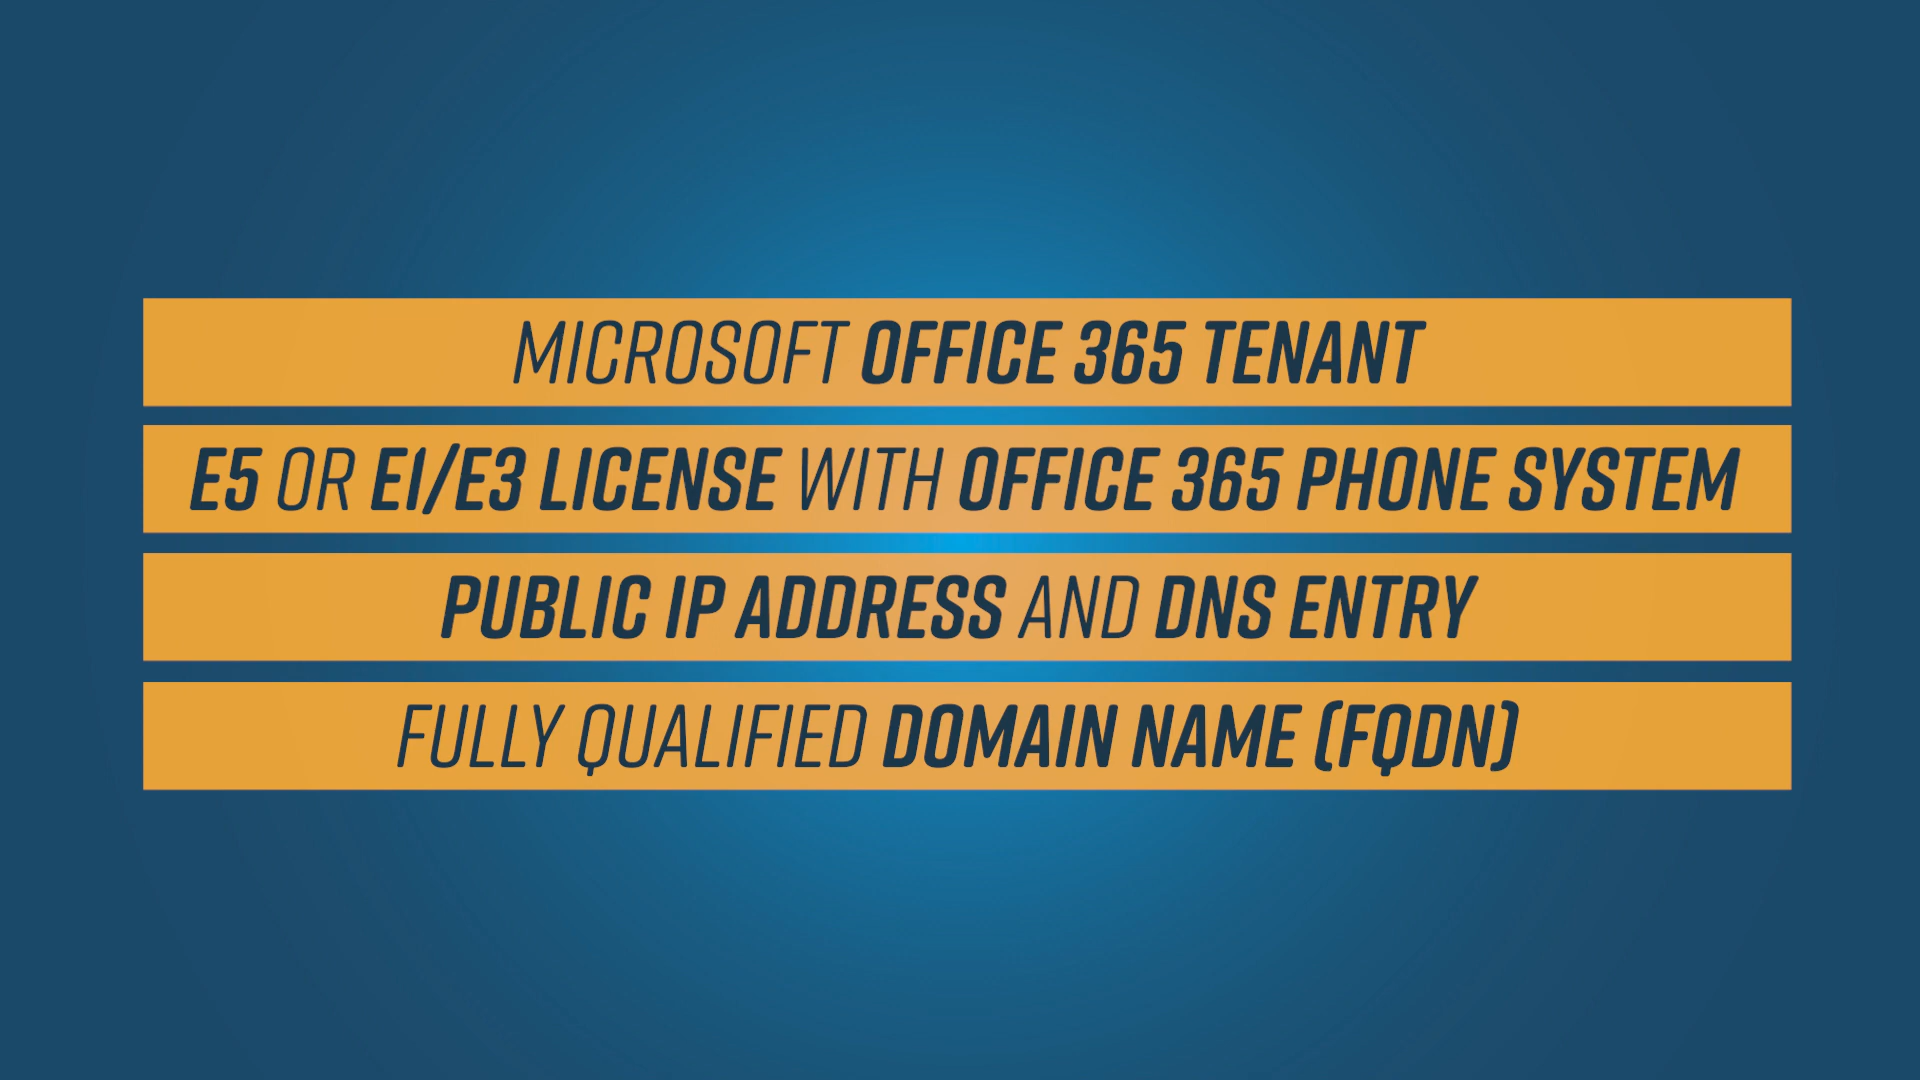 MICROSOFT OFFICE 365 TENANT
E5 OR E1/E3 LICENSE WITH OFFICE 365 PHONE SYSTEM
PUBLIC IP ADDRESS AND DNS ENTRY
FULLY QUALIFIED DOMAIN NAME (FQDN)